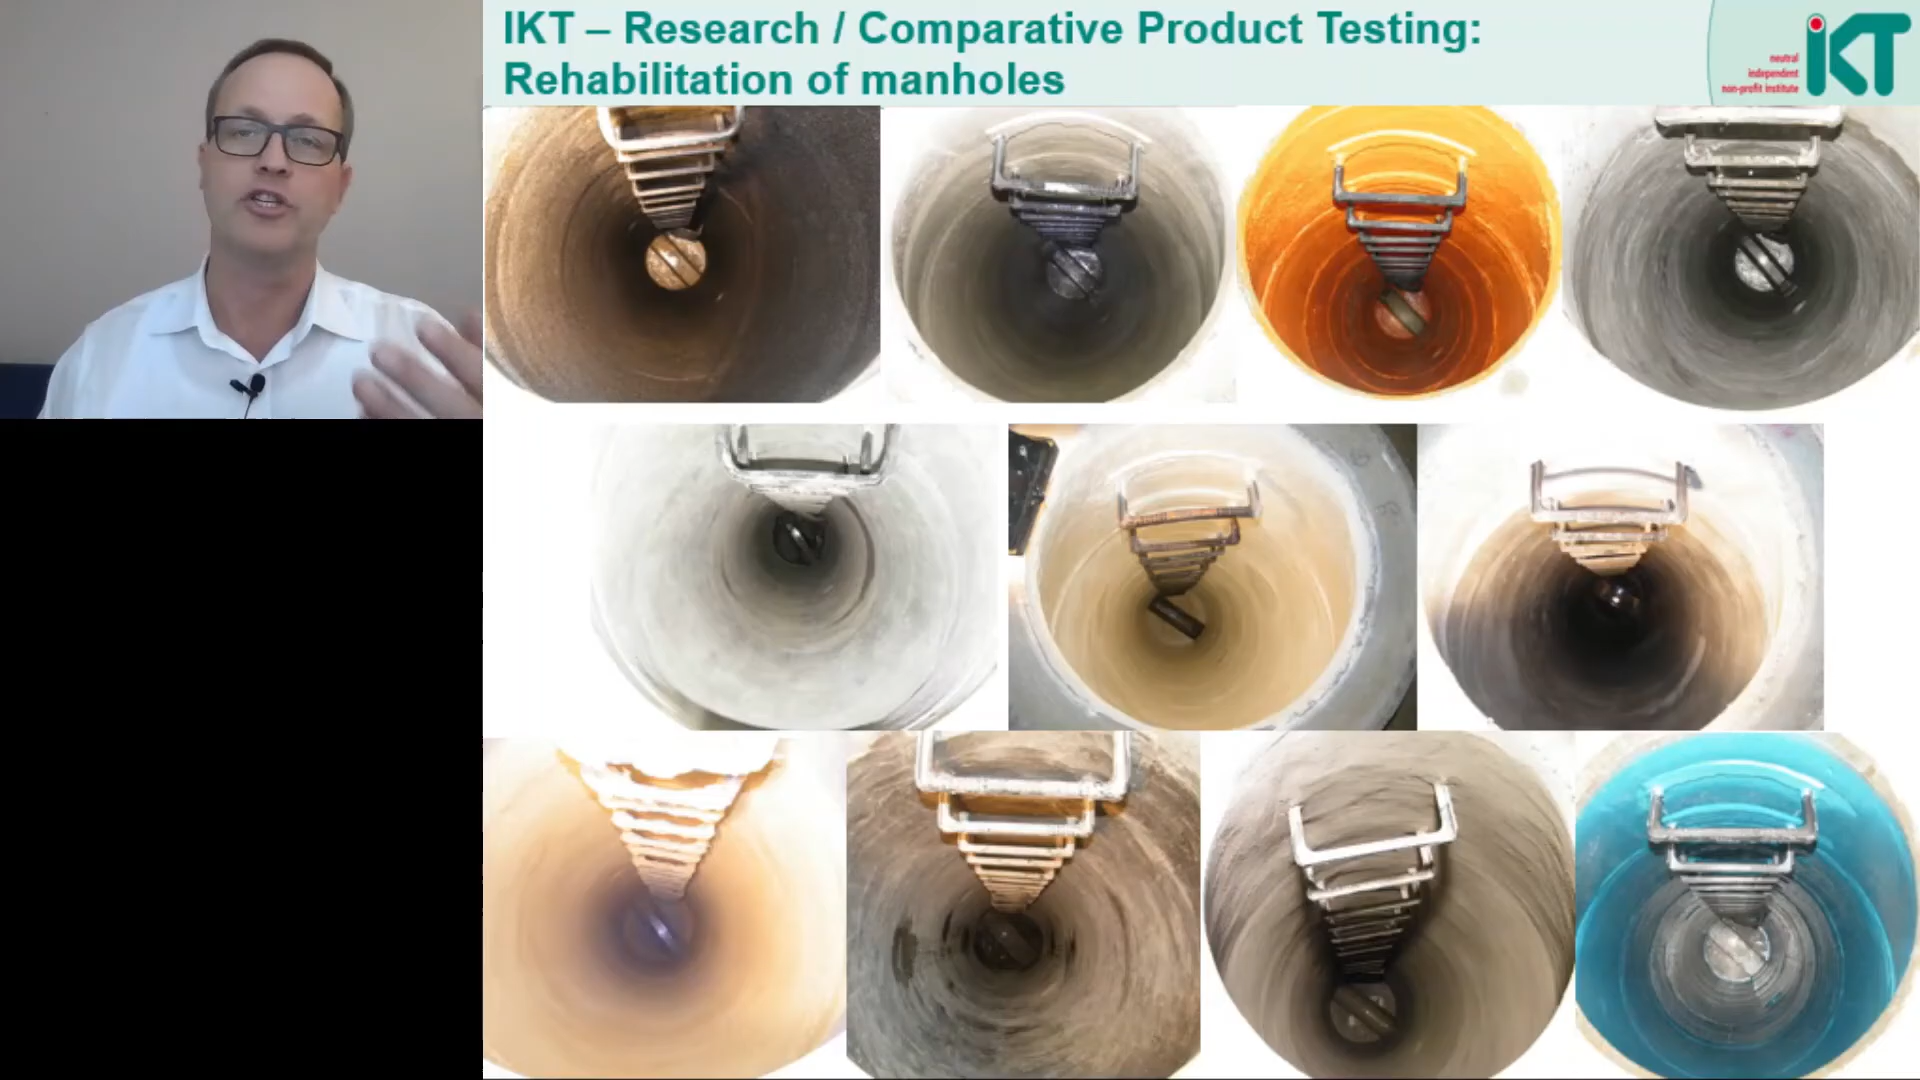 IKT – Research / Comparative Product Testing:
Rehabilitation of manholes
neutral
independent
non-profit institute
iKT